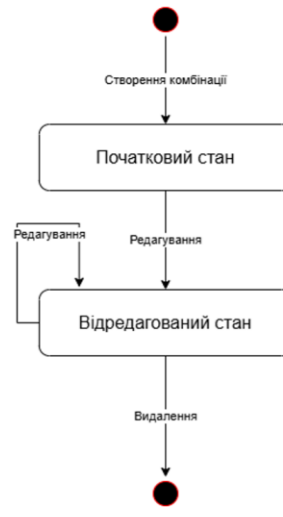 Створення комбінації
Початковий стан
Редагування
Редагування
Відредагований стан
Видалення